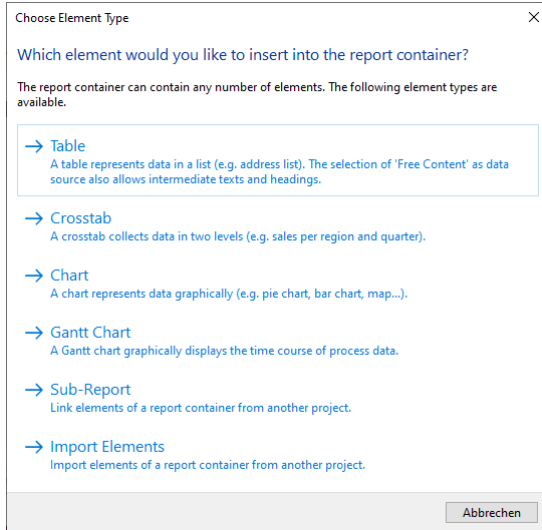 Choose Element Type
Which element would you like to insert into the report container?
The report container can contain any number of elements. The following element types are
available.
Table
A table represents data in a list (e.g. address list). The selection of 'Free Content' as data
source also allows intermediate texts and headings.
Crosstab
A crosstab collects data in two levels (e.g. sales per region and quarter).
Chart
A chart represents data graphically (e.g. pie chart, bar chart, map...).
Gantt Chart
A Gantt chart graphically displays the time course of process data.
Sub-Report
Link elements of a report container from another project.
Import Elements
Import elements of a report container from another project.
Abbrechen